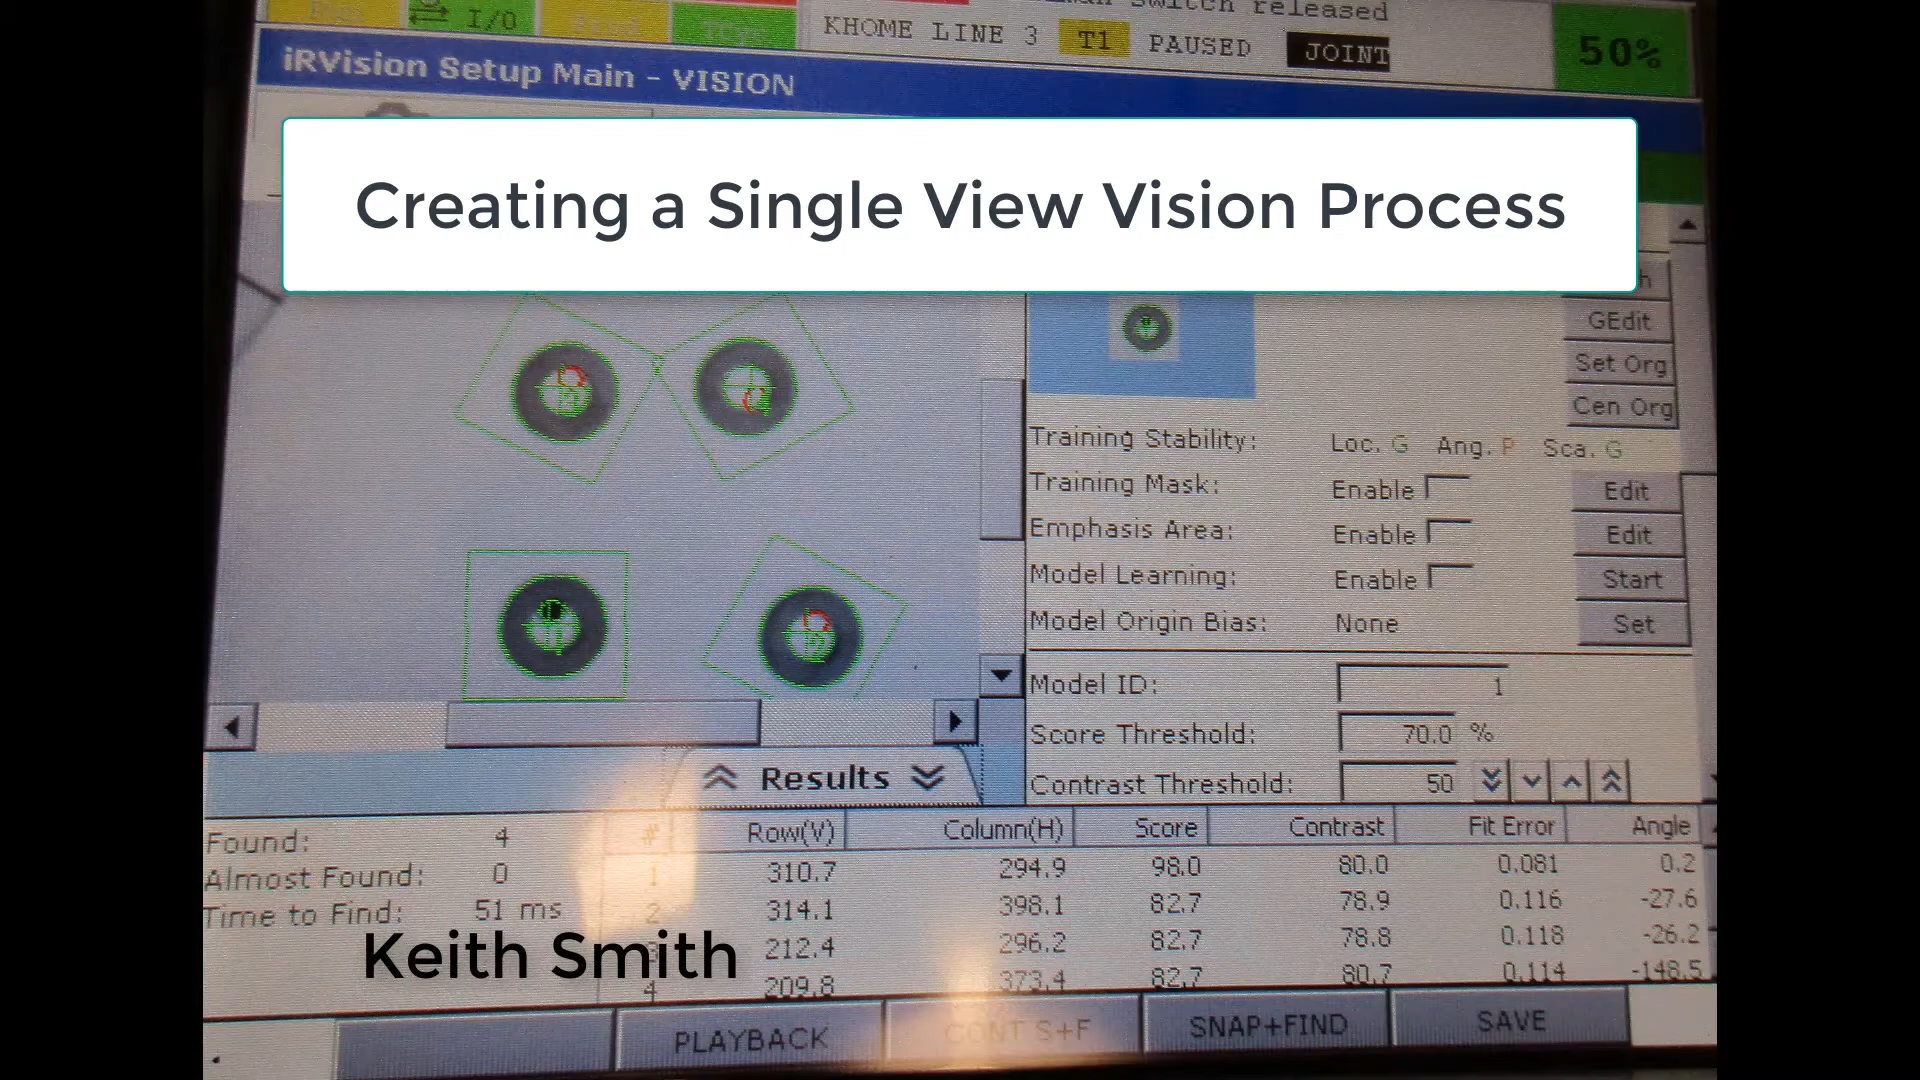 I/O
switch released
KHOME LINE 3 T1 PAUSED JOINT 50%
iRVision Setup Main - VISION
Creating a Single View Vision Process
GEdit
Set Org
Cen Org
Training Stability: Loc. G Ang. P Sca. G
Training Mask: Enable Edit
Emphasis Area: Enable Edit
Model Learning: Enable Start
Model Origin Bias: None Set
Model ID: 1
Score Threshold: 70.0 %
Contrast Threshold: 50
Results
Found: 4
Almost Found: 0
Time to Find: 51 ms
# Row(V) Column(H) Score Contrast Fit Error Angle
1 310.7 294.9 98.0 80.0 0.081 0.2
2 314.1 398.1 82.7 78.9 0.116 -27.6
3 212.4 296.2 82.7 78.8 0.118 -26.2
4 209.8 373.4 82.7 80.7 0.114 -148.5
Keith Smith
PLAYBACK CONT S+F SNAP+FIND SAVE